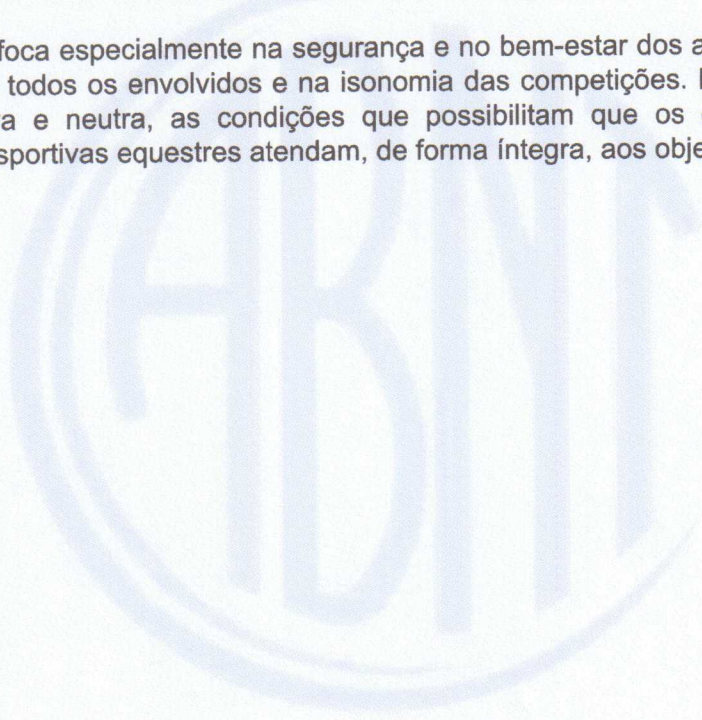 foca especialmente na segurança e no bem-estar dos a
todos os envolvidos e na isonomia das competições.
a e neutra, as condições que possibilitam que os
sportivas equestres atendam, de forma íntegra, aos obje
ABNT